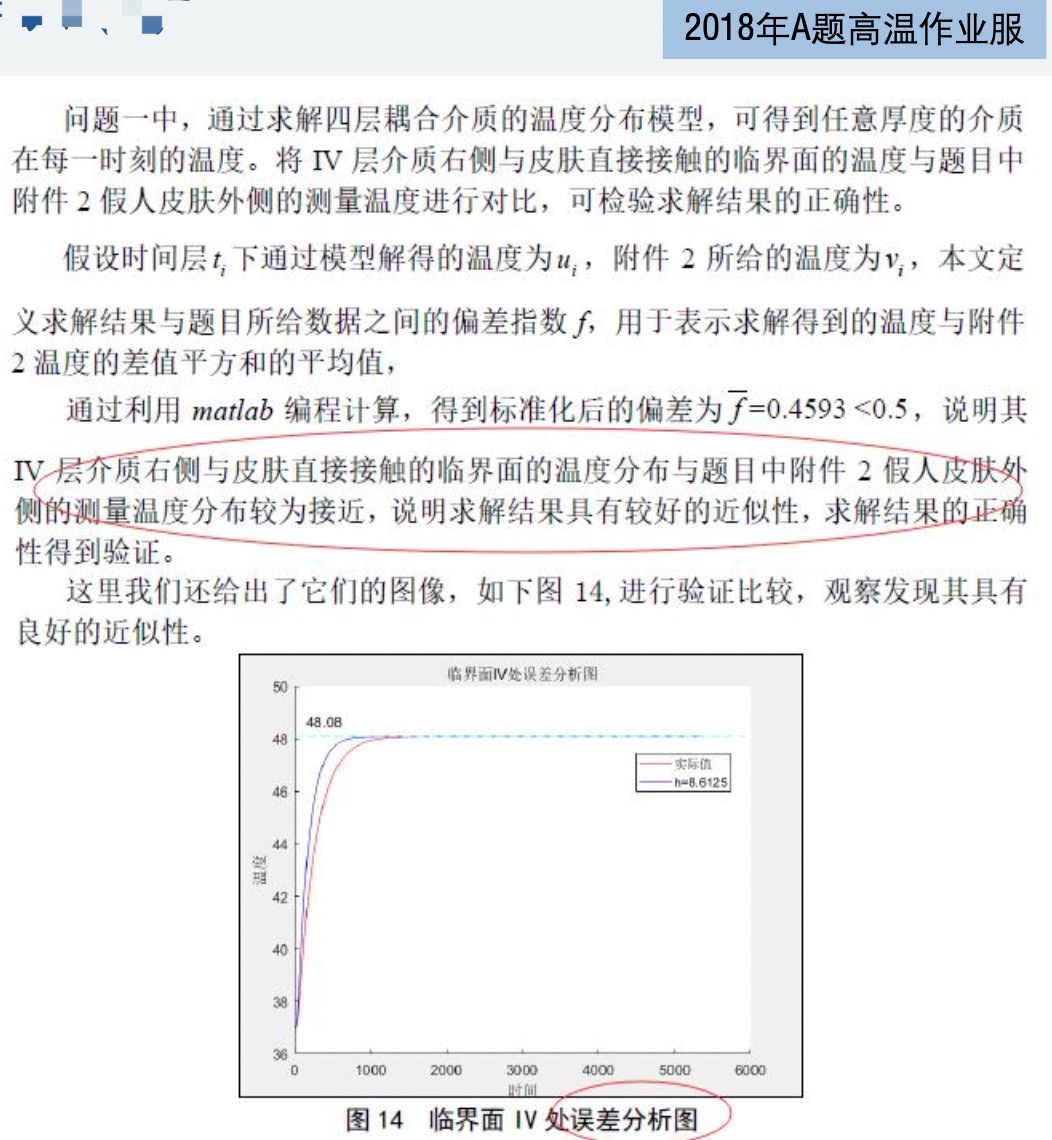 2018年A题高温作业服
问题一中，通过求解四层耦合介质的温度分布模型，可得到任意厚度的介质
在每一时刻的温度。将 IV 层介质右侧与皮肤直接接触的临界面的温度与题目中
附件 2 假人皮肤外侧的测量温度进行对比，可检验求解结果的正确性。
假设时间层 t_i 下通过模型解得的温度为 u_i，附件 2 所给的温度为 v_i，本文定
义求解结果与题目所给数据之间的偏差指数 f，用于表示求解得到的温度与附件
2 温度的差值平方和的平均值，
通过利用 matlab 编程计算，得到标准化后的偏差为 f̅=0.4593 <0.5，说明其
IV 层介质右侧与皮肤直接接触的临界面的温度分布与题目中附件 2 假人皮肤外
侧的测量温度分布较为接近，说明求解结果具有较好的近似性，求解结果的正确
性得到验证。
这里我们还给出了它们的图像，如下图 14,进行验证比较，观察发现其具有
良好的近似性。
临界面IV处误差分析图
50
48.08
48
实际值
h=8.6125
46
44
温度
42
40
38
36
0 1000 2000 3000 4000 5000 6000
时间
图 14 临界面 IV 处误差分析图